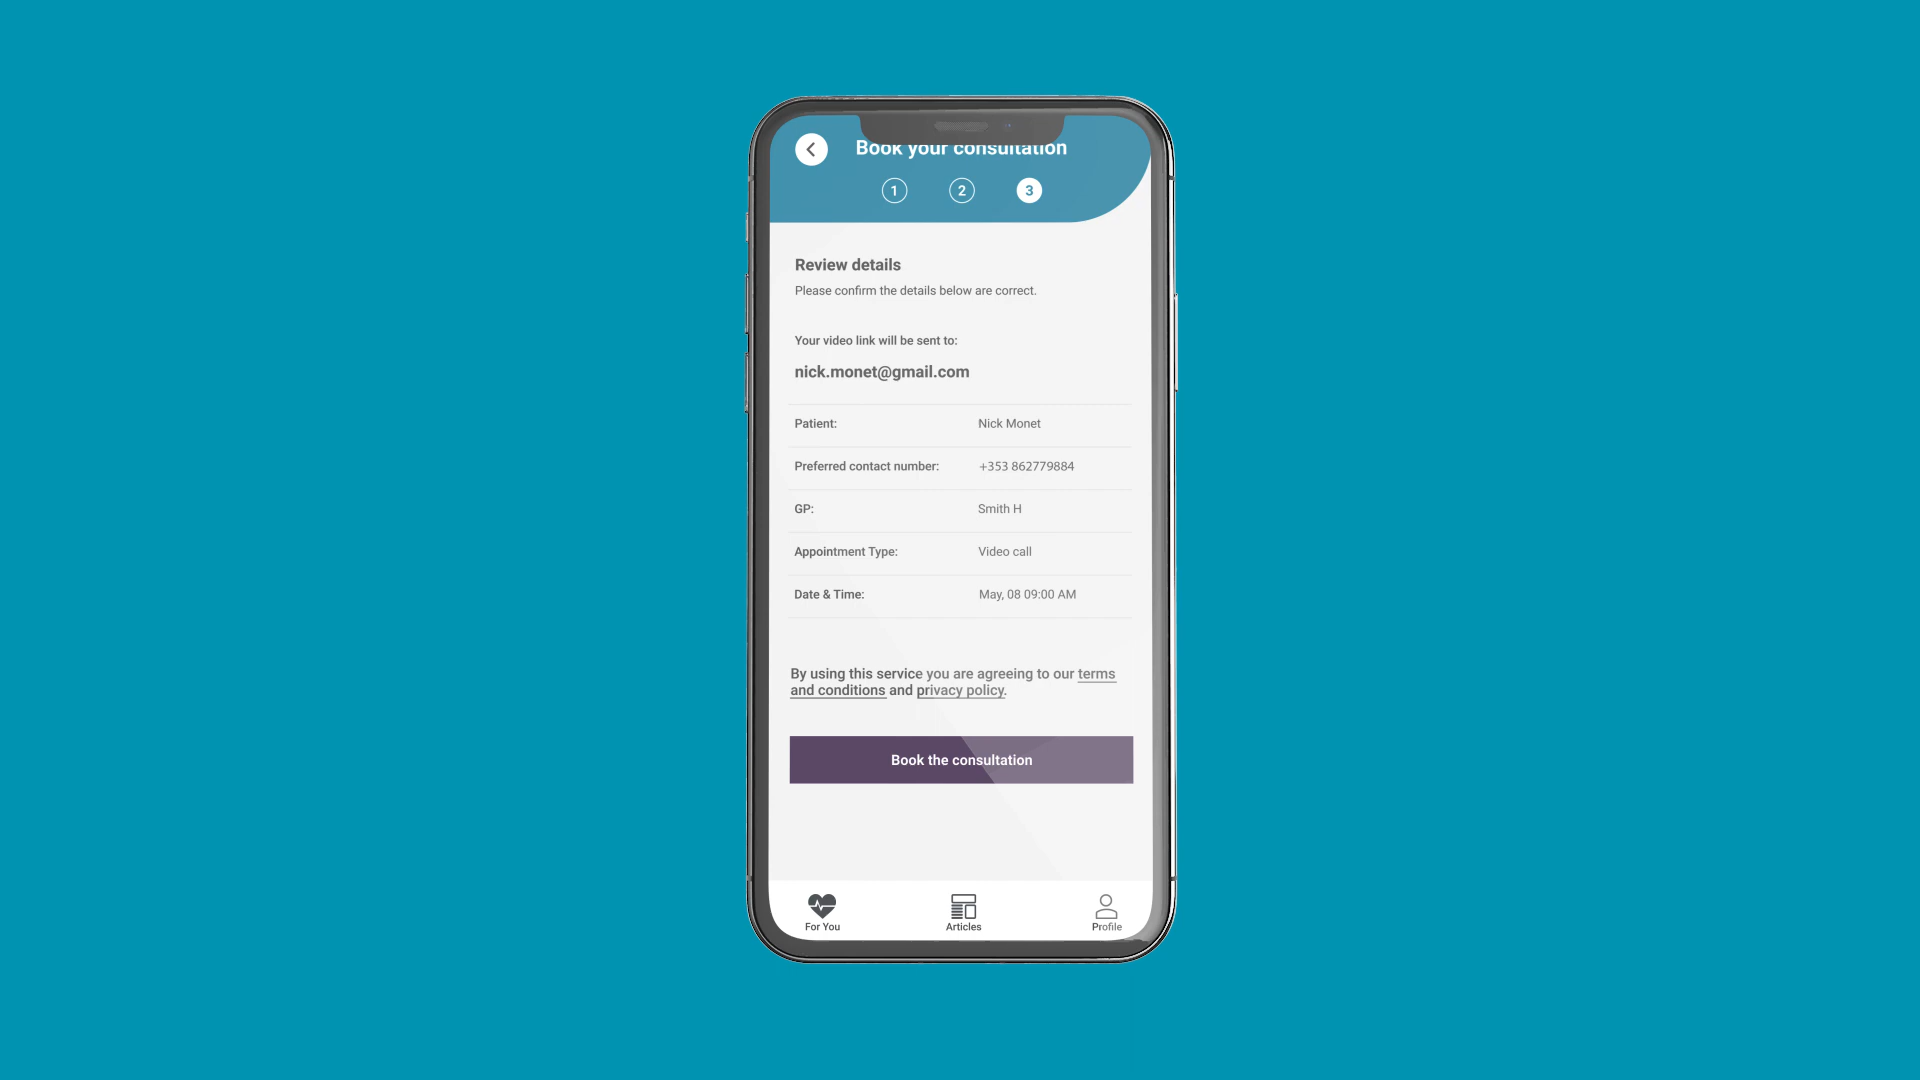 Book your consultation
1 2 3
Review details
Please confirm the details below are correct.
Your video link will be sent to:
nick.monet@gmail.com
Patient: Nick Monet
Preferred contact number: +353 862779884
GP: Smith H
Appointment Type: Video call
Date & Time: May, 08 09:00 AM
By using this service you are agreeing to our terms
and conditions and privacy policy.
Book the consultation
For You Articles Profile